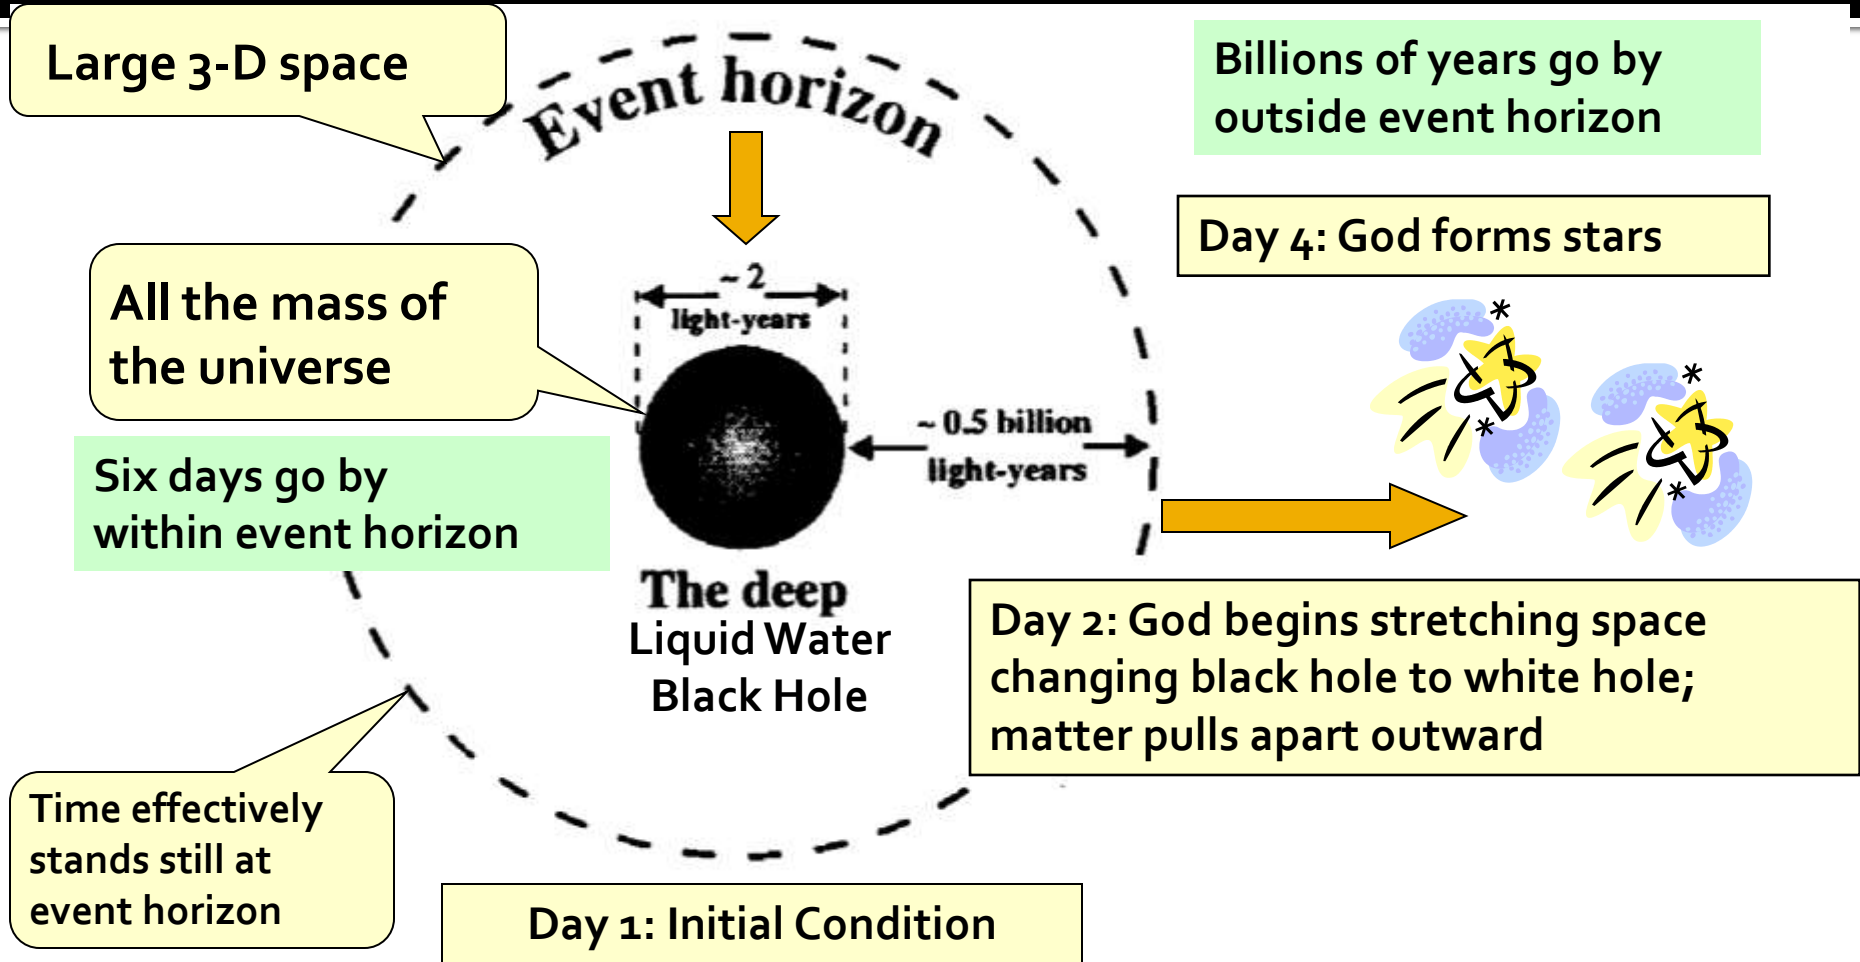 Large 3-D space
Event horizon
Billions of years go by
outside event horizon
Day 4: God forms stars
All the mass of
the universe
~ 2
light-years
~ 0.5 billion
light-years
Six days go by
within event horizon
The deep
Liquid Water
Black Hole
Day 2: God begins stretching space
changing black hole to white hole;
matter pulls apart outward
Time effectively
stands still at
event horizon
Day 1: Initial Condition